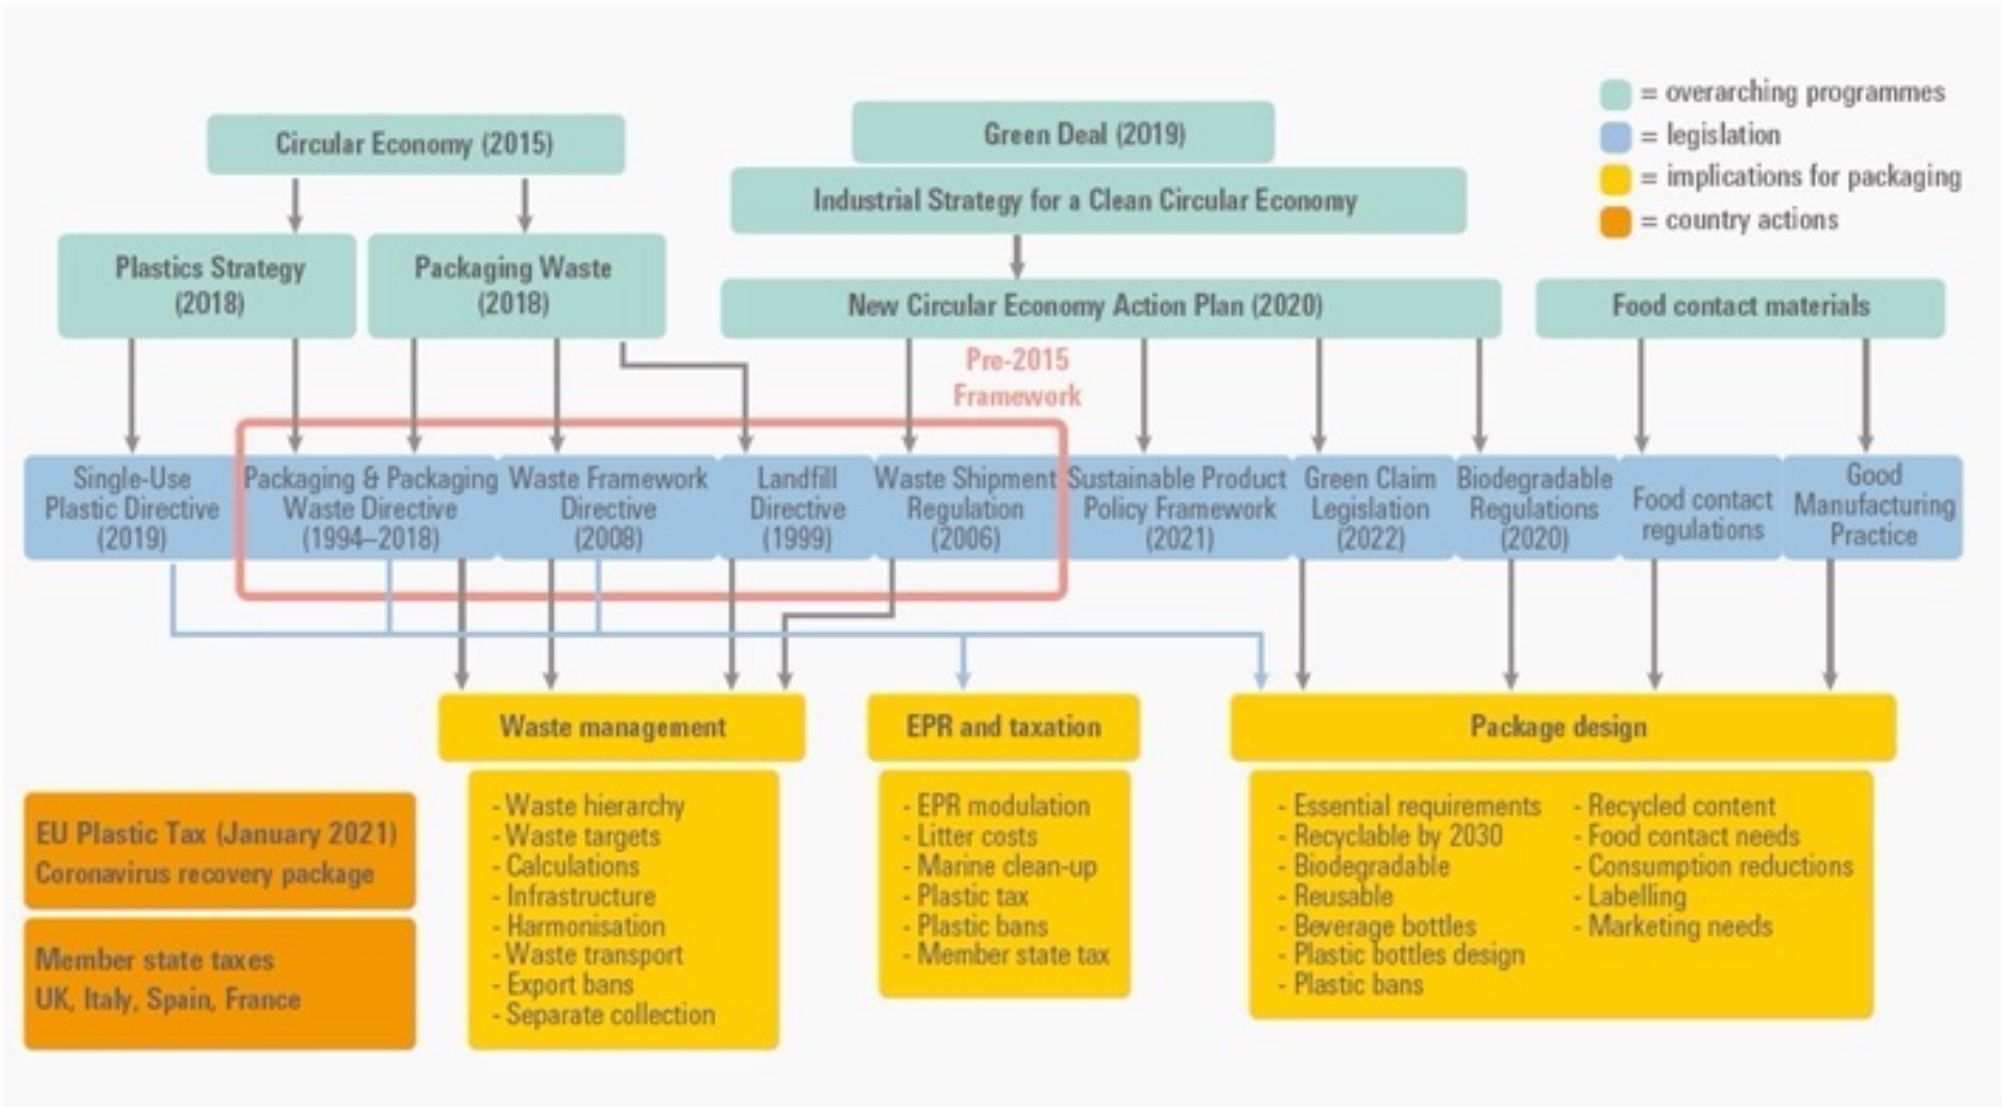 = overarching programmes
= legislation
= implications for packaging
= country actions
Circular Economy (2015)
Green Deal (2019)
Industrial Strategy for a Clean Circular Economy
Plastics Strategy
(2018)
Packaging Waste
(2018)
New Circular Economy Action Plan (2020)
Food contact materials
Pre-2015
Framework
Single-Use
Plastic Directive
(2019)
Packaging & Packaging
Waste Directive
(1994–2018)
Waste Framework
Directive
(2008)
Landfill
Directive
(1999)
Waste Shipment
Regulation
(2006)
Sustainable Product
Policy Framework
(2021)
Green Claim
Legislation
(2022)
Biodegradable
Regulations
(2020)
Food contact
regulations
Good
Manufacturing
Practice
Waste management
- Waste hierarchy
- Waste targets
- Calculations
- Infrastructure
- Harmonisation
- Waste transport
- Export bans
- Separate collection
EPR and taxation
- EPR modulation
- Litter costs
- Marine clean-up
- Plastic tax
- Plastic bans
- Member state tax
Package design
- Essential requirements
- Recyclable by 2030
- Biodegradable
- Reusable
- Beverage bottles
- Plastic bottles design
- Plastic bans
- Recycled content
- Food contact needs
- Consumption reductions
- Labelling
- Marketing needs
EU Plastic Tax (January 2021)
Coronavirus recovery package
Member state taxes
UK, Italy, Spain, France